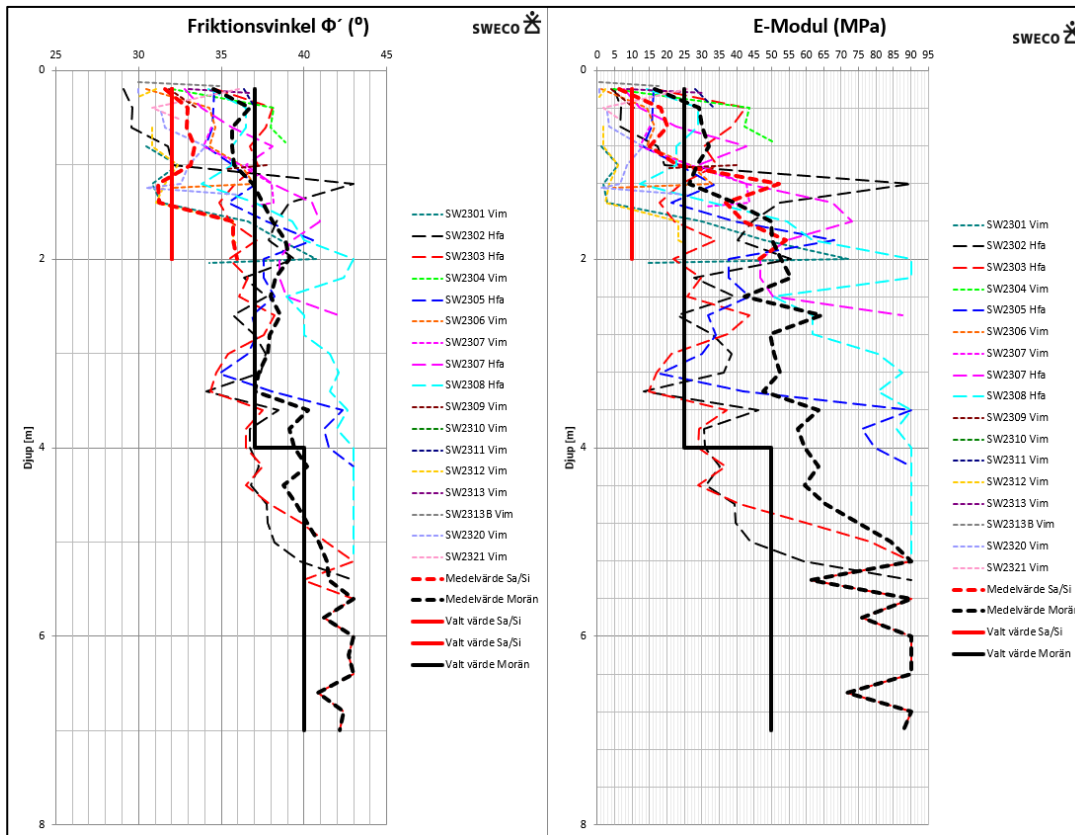 Friktionsvinkel Φ´ (⁰)
SWECO
25 30 35 40 45
0
2
4
6
8
Djup [m]
SW2301 Vim
SW2302 Hfa
SW2303 Hfa
SW2304 Vim
SW2305 Hfa
SW2306 Vim
SW2307 Vim
SW2307 Hfa
SW2308 Hfa
SW2309 Vim
SW2310 Vim
SW2311 Vim
SW2312 Vim
SW2313 Vim
SW2313B Vim
SW2320 Vim
SW2321 Vim
Medelvärde Sa/Si
Medelvärde Morän
Valt värde Sa/Si
Valt värde Sa/Si
Valt värde Morän
E-Modul (MPa)
SWECO
0 5 10 15 20 25 30 35 40 45 50 55 60 65 70 75 80 85 90 95
0
2
4
6
8
Djup [m]
SW2301 Vim
SW2302 Hfa
SW2303 Hfa
SW2304 Vim
SW2305 Hfa
SW2306 Vim
SW2307 Vim
SW2307 Hfa
SW2308 Hfa
SW2309 Vim
SW2310 Vim
SW2311 Vim
SW2312 Vim
SW2313 Vim
SW2313B Vim
SW2320 Vim
SW2321 Vim
Medelvärde Sa/Si
Medelvärde Morän
Valt värde Sa/Si
Valt värde Morän